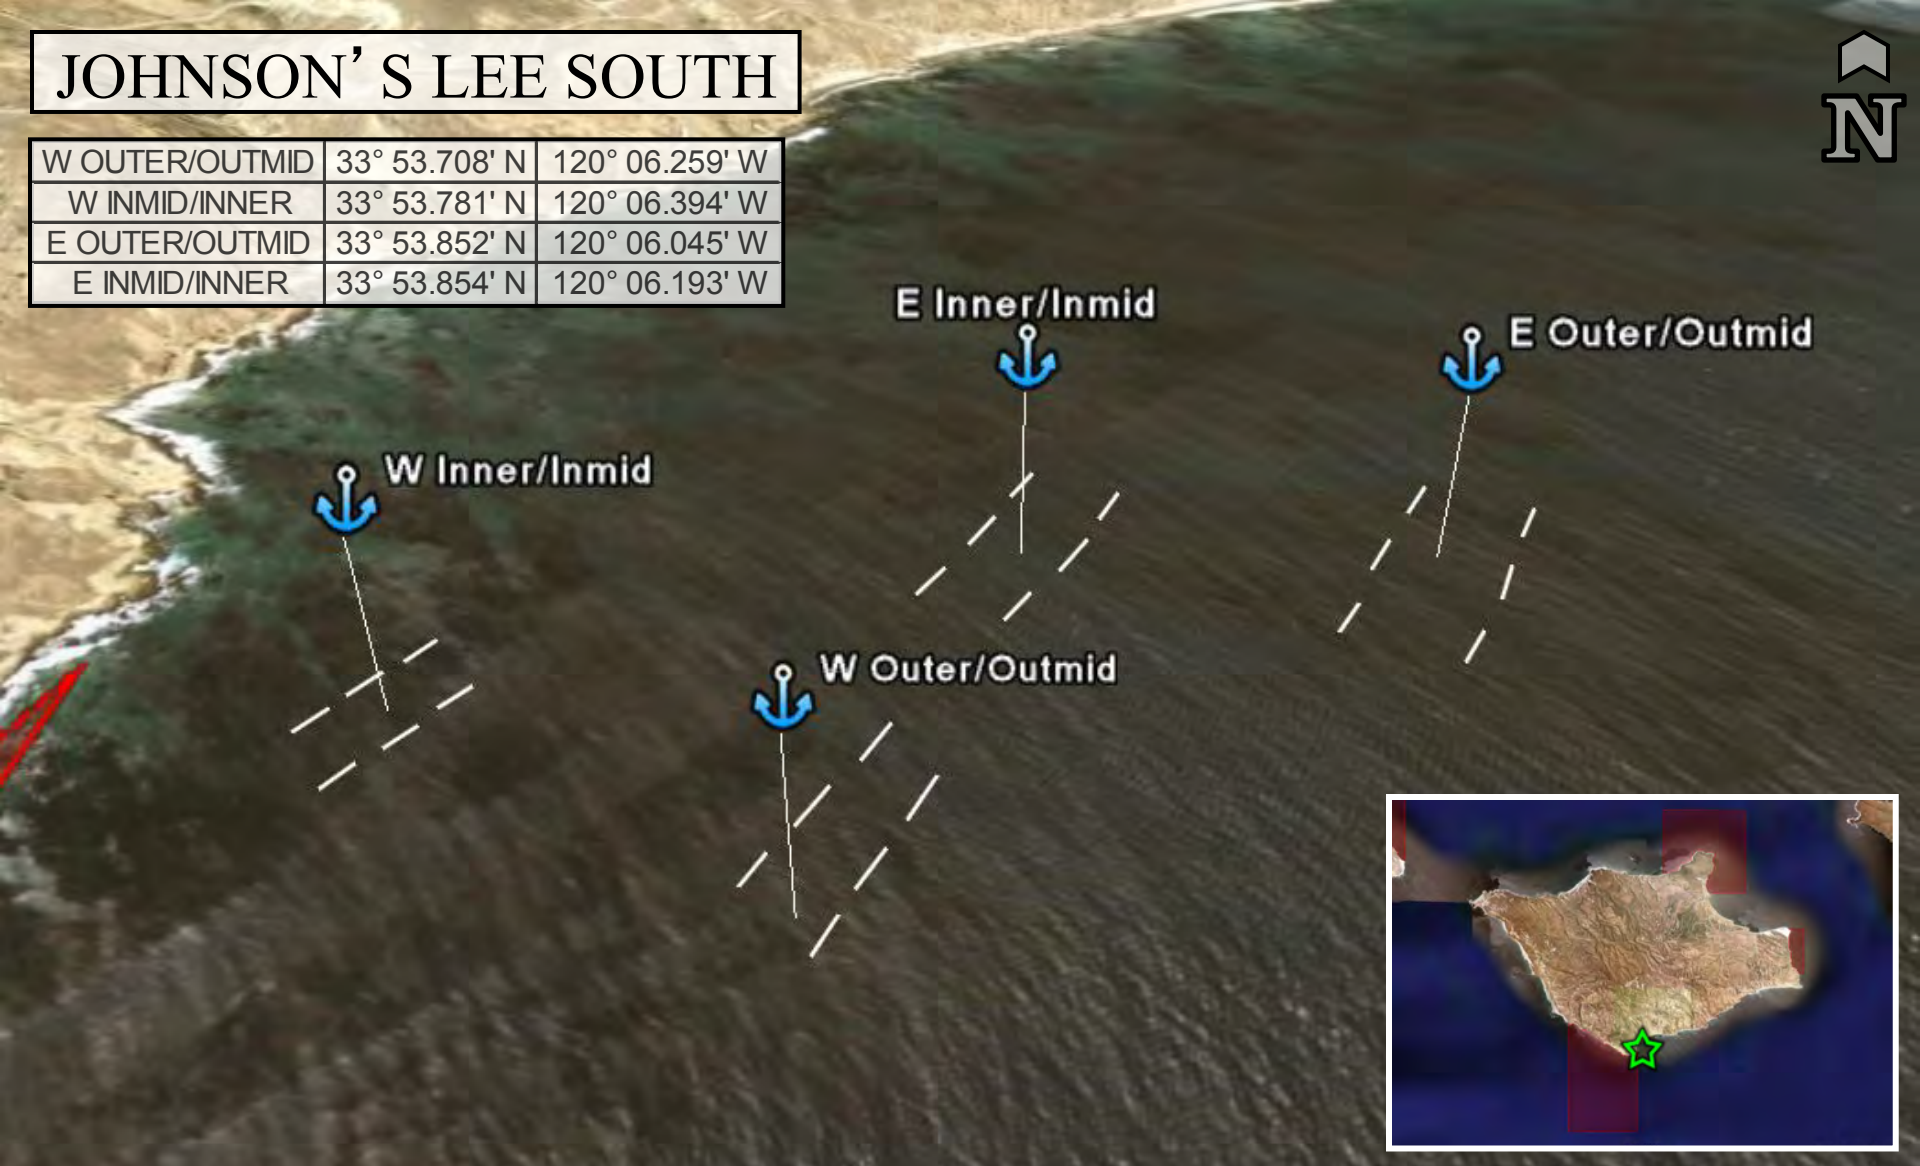 JOHNSON’S LEE SOUTH
N
W OUTER/OUTMID 33° 53.708' N 120° 06.259' W
W INMID/INNER 33° 53.781' N 120° 06.394' W
E OUTER/OUTMID 33° 53.852' N 120° 06.045' W
E INMID/INNER 33° 53.854' N 120° 06.193' W
E Inner/Inmid
E Outer/Outmid
W Inner/Inmid
W Outer/Outmid